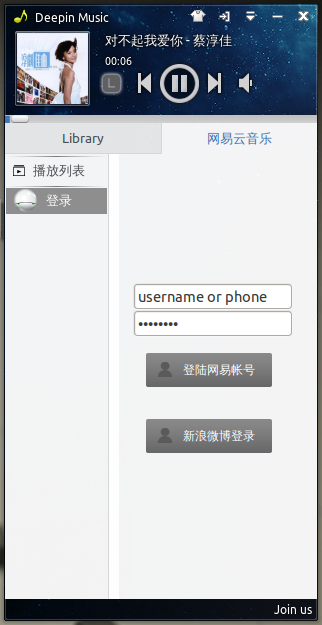 Deepin Music
对不起我爱你 - 蔡淳佳
00:06
L
Library
网易云音乐
播放列表
登录
username or phone
••••••••
登陆网易帐号
新浪微博登录
Join us